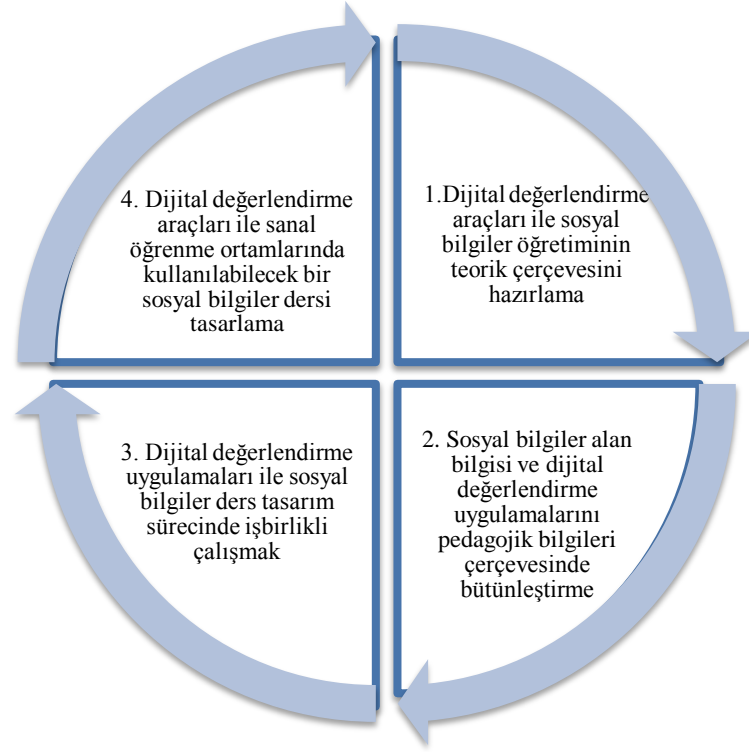 1.Dijital değerlendirme
araçları ile sosyal
bilgiler öğretiminin
teorik çerçevesini
hazırlama
2. Sosyal bilgiler alan
bilgisi ve dijital
değerlendirme
uygulamalarını
pedagojik bilgileri
çerçevesinde
bütünleştirme
3. Dijital değerlendirme
uygulamaları ile sosyal
bilgiler ders tasarım
sürecinde işbirlikli
çalışmak
4. Dijital değerlendirme
araçları ile sanal
öğrenme ortamlarında
kullanılabilecek bir
sosyal bilgiler dersi
tasarlama